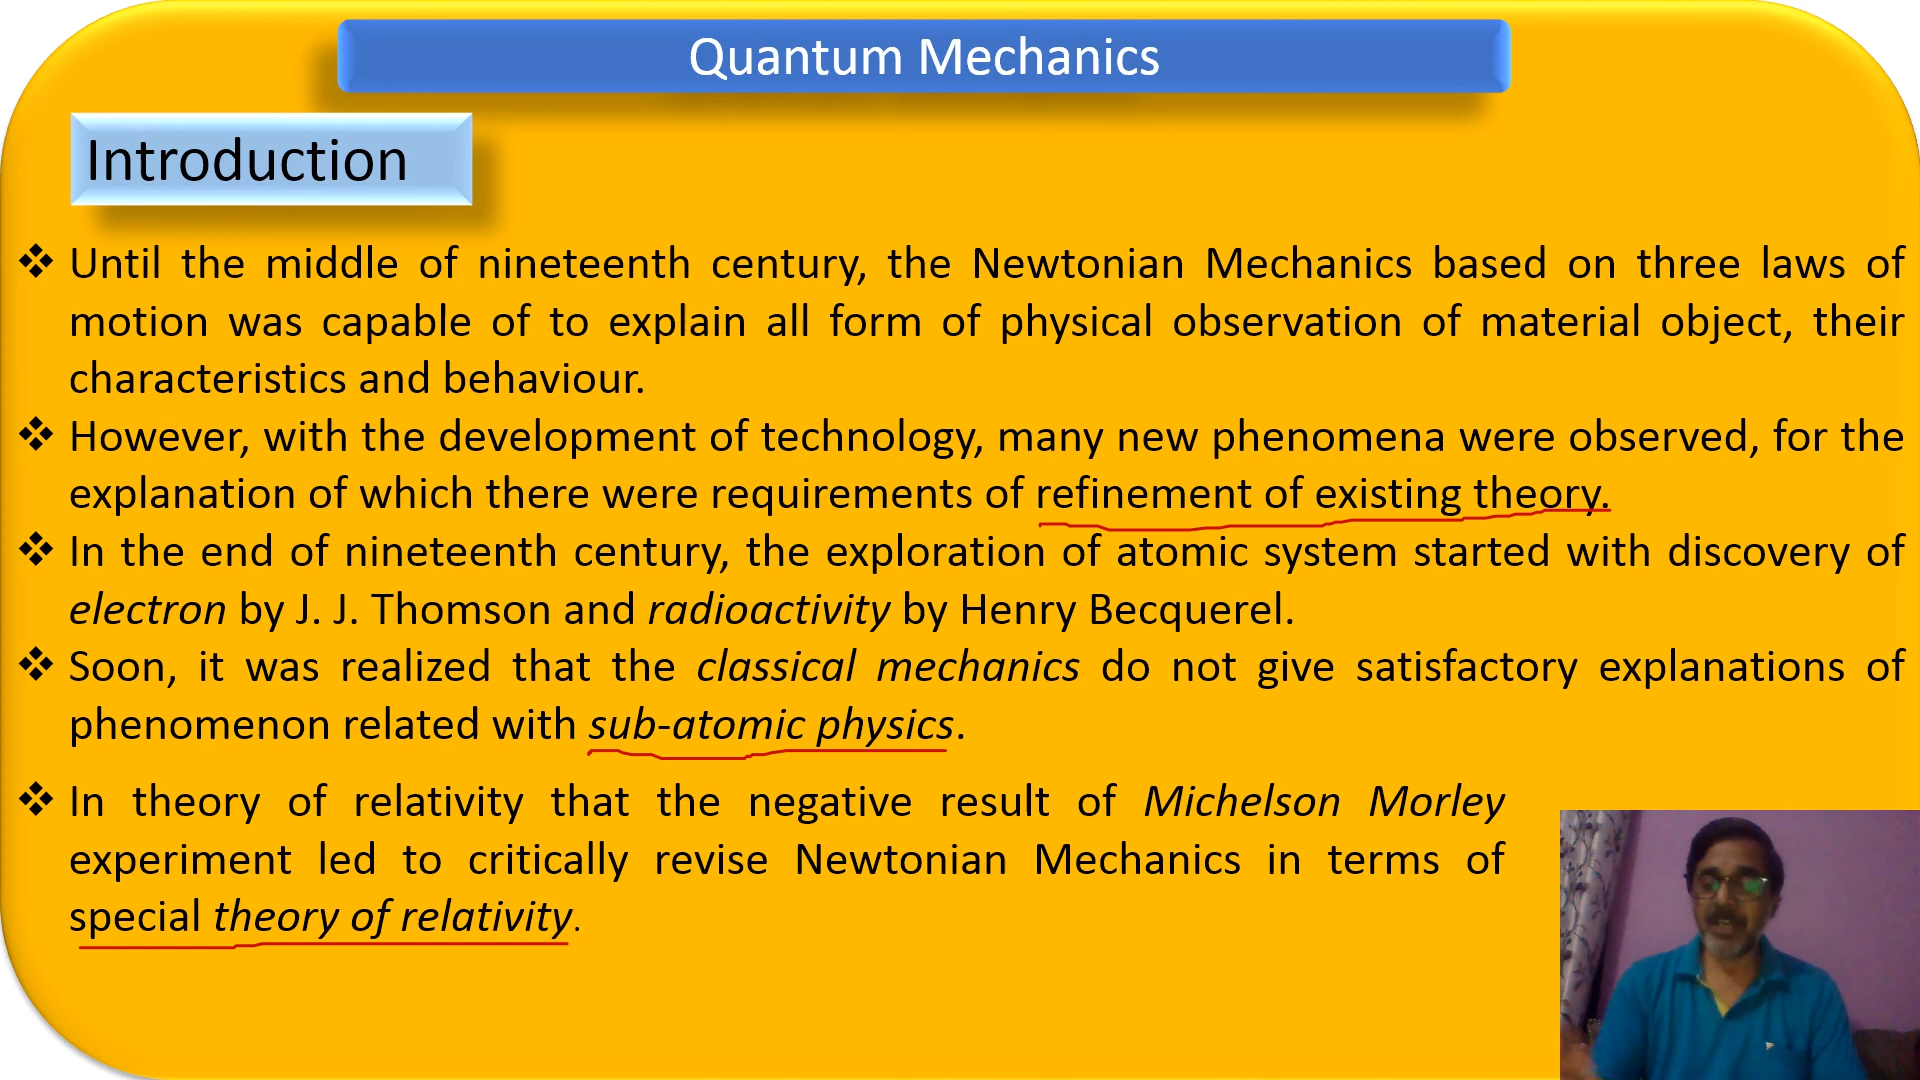 Quantum Mechanics
Introduction
❖ Until the middle of nineteenth century, the Newtonian Mechanics based on three laws of
motion was capable of to explain all form of physical observation of material object, their
characteristics and behaviour.
❖ However, with the development of technology, many new phenomena were observed, for the
explanation of which there were requirements of refinement of existing theory.
❖ In the end of nineteenth century, the exploration of atomic system started with discovery of
electron by J. J. Thomson and radioactivity by Henry Becquerel.
❖ Soon, it was realized that the classical mechanics do not give satisfactory explanations of
phenomenon related with sub-atomic physics.
❖ In theory of relativity that the negative result of Michelson Morley
experiment led to critically revise Newtonian Mechanics in terms of
special theory of relativity.